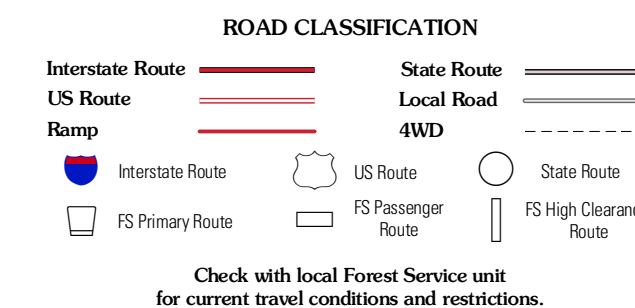 ROAD CLASSIFICATION
Interstate Route State Route
US Route Local Road
Ramp 4WD
Interstate Route US Route State Route
FS Primary Route FS Passenger Route FS High Clearanc Route
Check with local Forest Service unit
for current travel conditions and restrictions.